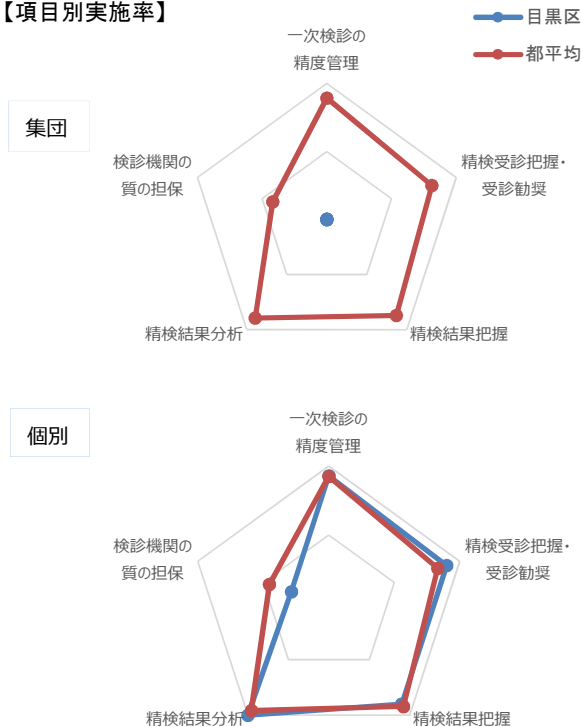 【項目別実施率】
目黒区
都平均
集団
一次検診の
精度管理
精検受診把握・
受診勧奨
精検結果把握
精検結果分析
検診機関の
質の担保
個別
一次検診の
精度管理
精検受診把握・
受診勧奨
精検結果把握
精検結果分析
検診機関の
質の担保